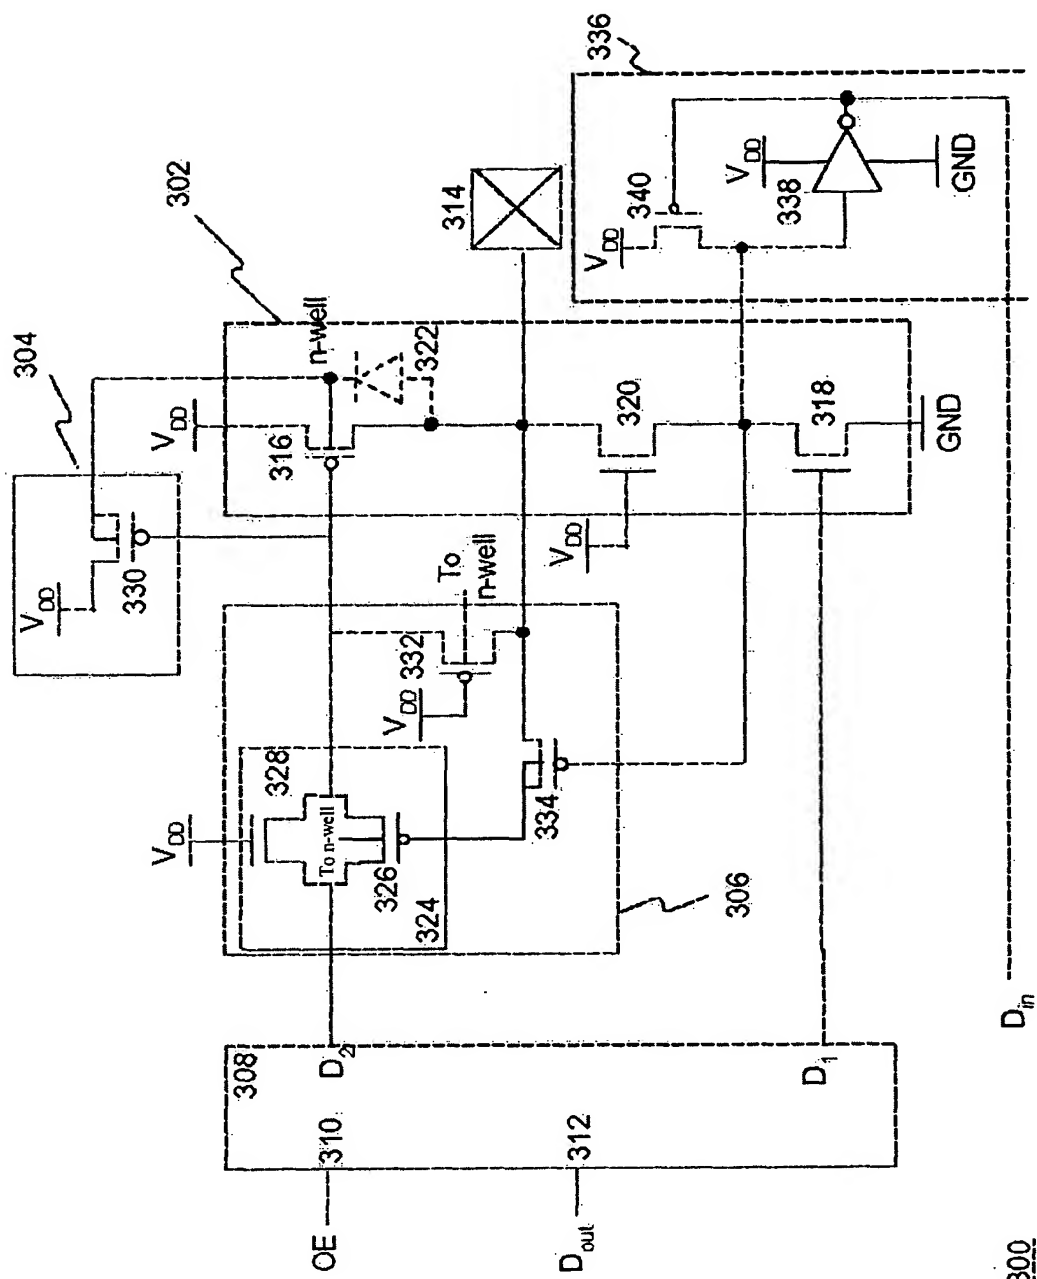 304
302
314
336
V_DD
330
V_DD
n-well
322
316
V_DD
340
V_DD
338
GND
To
n-well
332
V_DD
V_DD
320
318
GND
V_DD
328
To n-well
326
324
334
306
308
D_2
D_1
310
312
OE
D_out
D_in
300